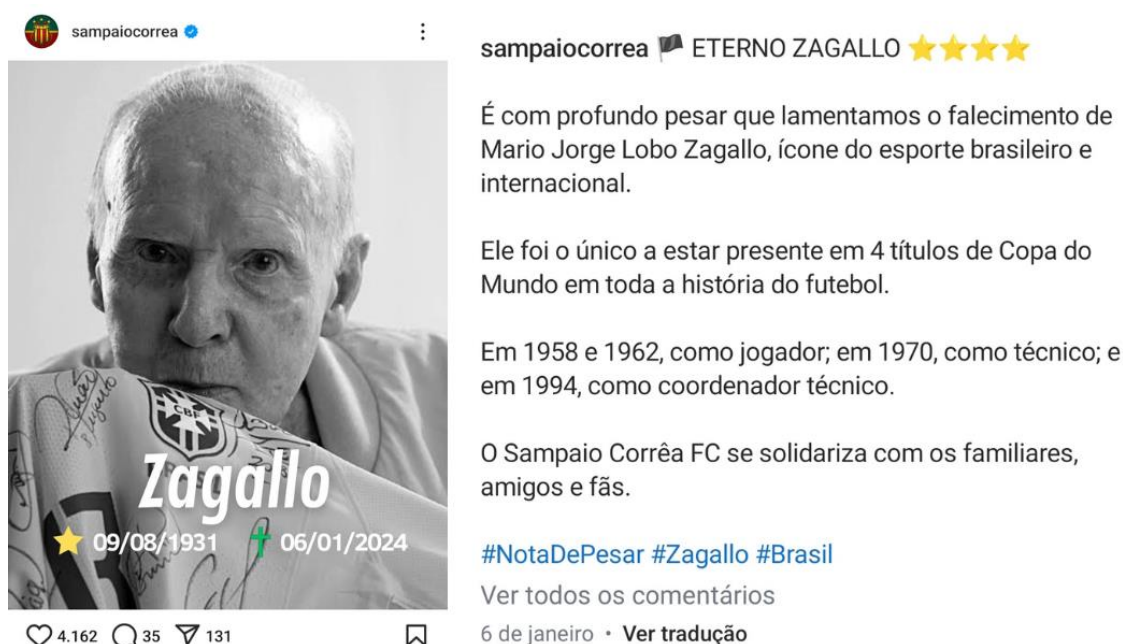 sampaiocorrea
CBF
Zagallo
09/08/1931 06/01/2024
4.162 35 131
sampaiocorrea 🏴 ETERNO ZAGALLO ⭐⭐⭐⭐
É com profundo pesar que lamentamos o falecimento de
Mario Jorge Lobo Zagallo, ícone do esporte brasileiro e
internacional.
Ele foi o único a estar presente em 4 títulos de Copa do
Mundo em toda a história do futebol.
Em 1958 e 1962, como jogador; em 1970, como técnico; e
em 1994, como coordenador técnico.
O Sampaio Corrêa FC se solidariza com os familiares,
amigos e fãs.
#NotaDePesar #Zagallo #Brasil
Ver todos os comentários
6 de janeiro • Ver tradução